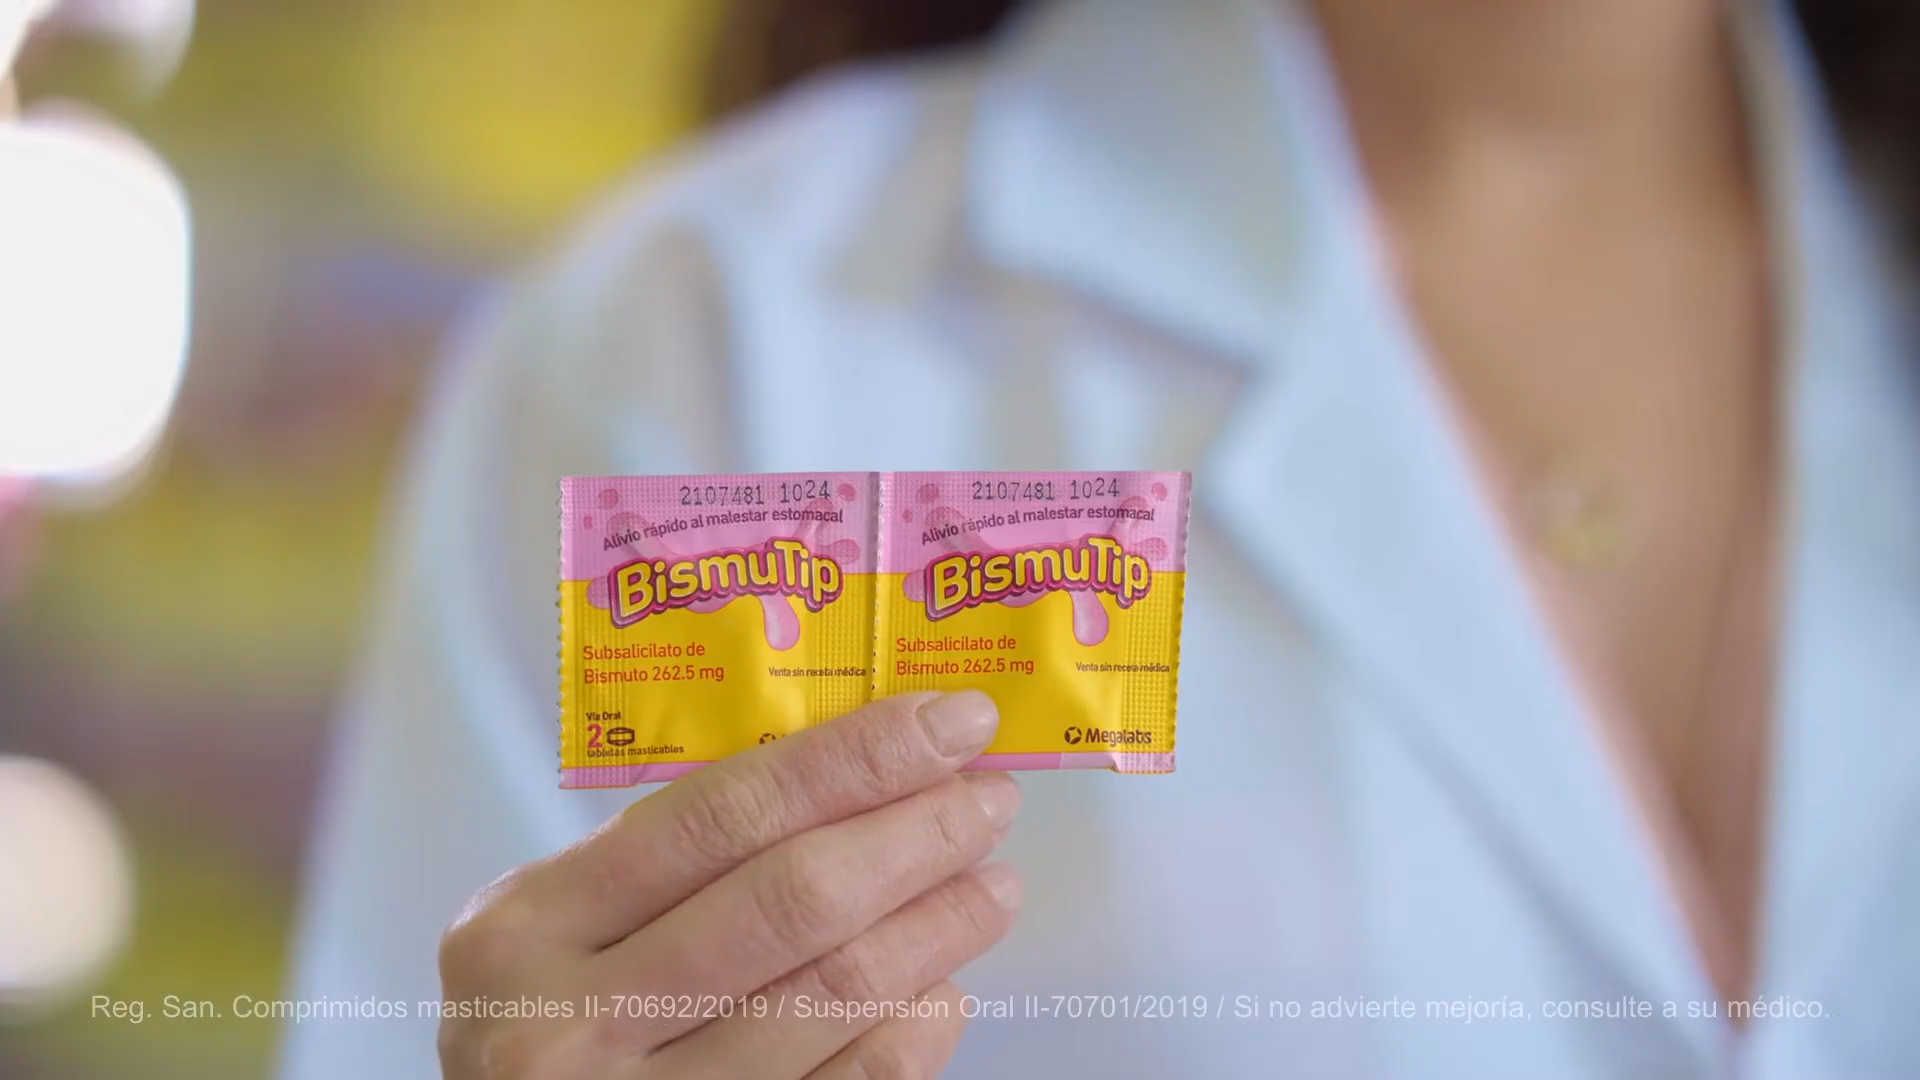 2107481 1024
Alivio rápido al malestar estomacal
BismuTip
Subsalicilato de
Bismuto 262.5 mg
Venta sin receta médica
Vía Oral
2
tabletas masticables
2107481 1024
Alivio rápido al malestar estomacal
BismuTip
Subsalicilato de
Bismuto 262.5 mg
Venta sin receta médica
Megalabs
Reg. San. Comprimidos masticables II-70692/2019 / Suspensión Oral II-70701/2019 / Si no advierte mejoría, consulte a su médico.